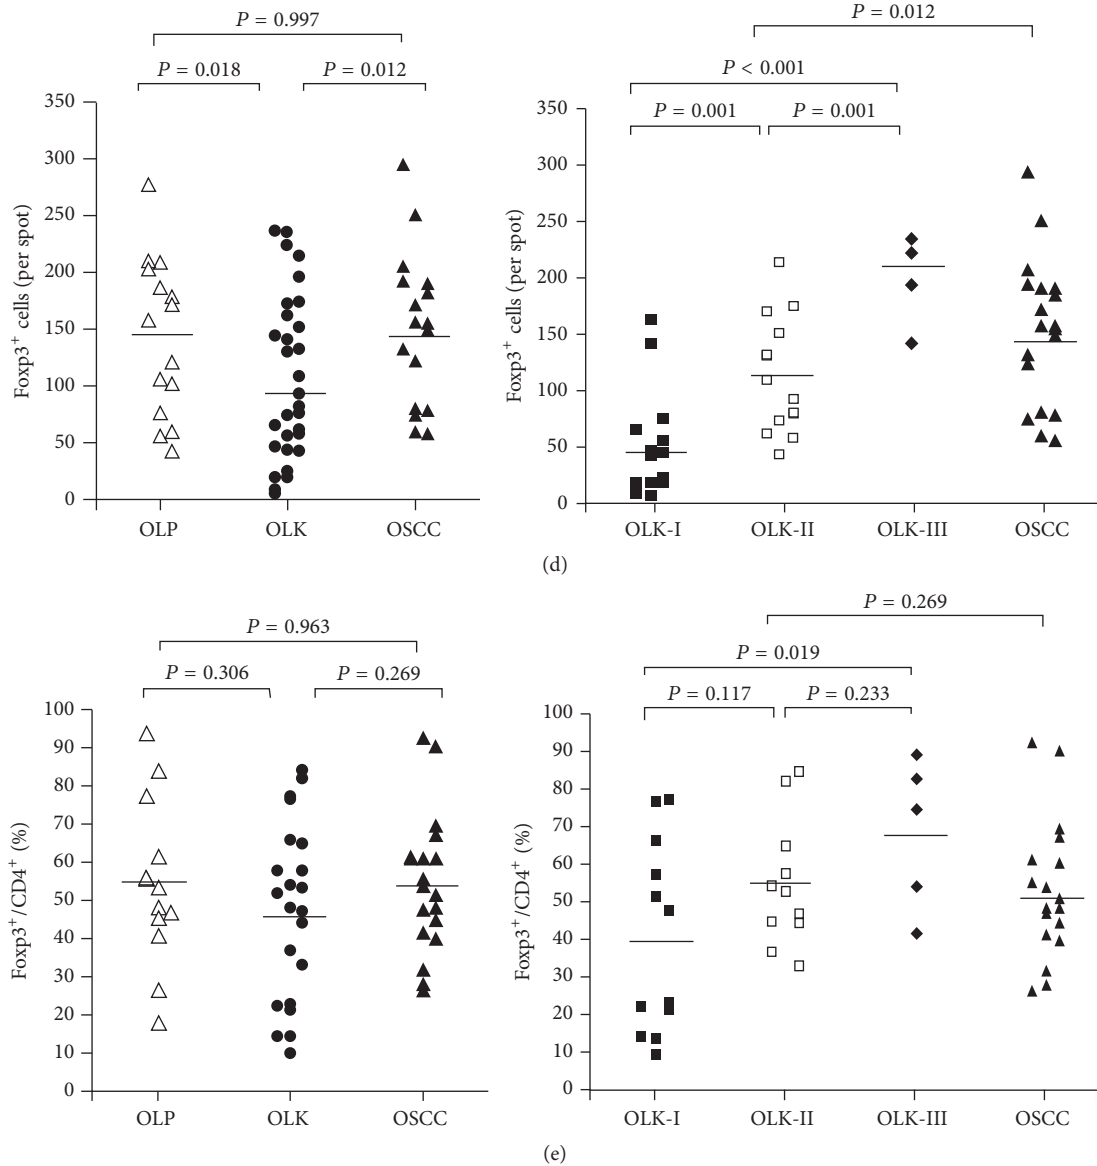 P = 0.997
P = 0.018 P = 0.012
Foxp3+ cells (per spot)
350
300
250
200
150
100
50
0
OLP OLK OSCC
P = 0.012
P < 0.001
P = 0.001 P = 0.001
Foxp3+ cells (per spot)
350
300
250
200
150
100
50
0
OLK-I OLK-II OLK-III OSCC
(d)
P = 0.963
P = 0.306 P = 0.269
Foxp3+/CD4+ (%)
100
90
80
70
60
50
40
30
20
10
0
OLP OLK OSCC
P = 0.269
P = 0.019
P = 0.117 P = 0.233
Foxp3+/CD4+ (%)
100
90
80
70
60
50
40
30
20
10
0
OLK-I OLK-II OLK-III OSCC
(e)